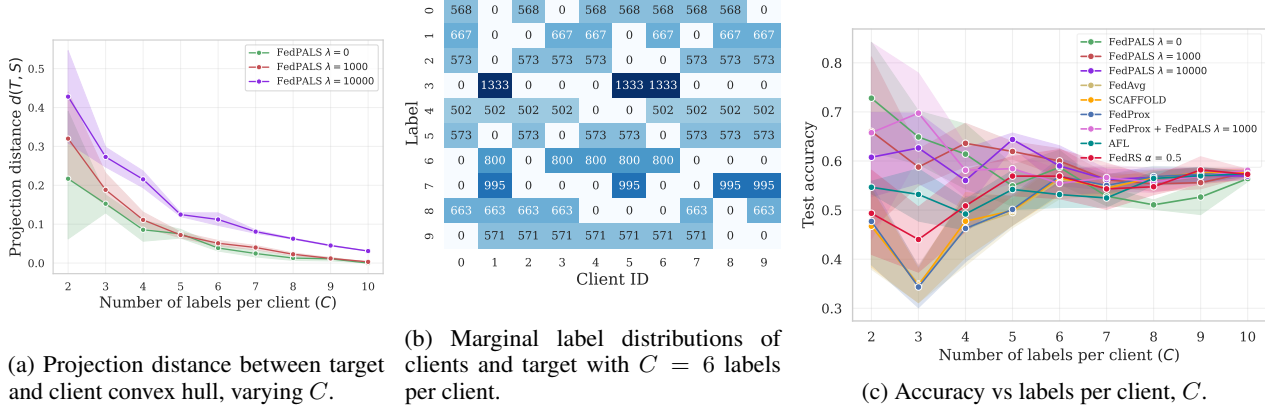 0.5
0.4
0.3
0.2
0.1
0.0
Projection distance d(T, S)
FedPALS λ = 0
FedPALS λ = 1000
FedPALS λ = 10000
2 3 4 5 6 7 8 9 10
Number of labels per client (C)
(a) Projection distance between target
and client convex hull, varying C.
Label
0 568 0 568 0 568 568 568 568 568 0
1 667 0 0 667 667 0 667 0 667 667
2 573 0 573 573 573 0 0 573 573 573
3 0 1333 0 0 0 1333 1333 0 0 0
4 502 502 502 502 0 0 502 502 502 502
5 573 0 573 0 573 573 0 573 573 573
6 0 800 0 800 800 800 800 0 0 0
7 0 995 0 0 0 995 0 0 995 995
8 663 663 663 663 0 0 0 663 0 663
9 0 571 571 571 571 571 571 571 0 0
0 1 2 3 4 5 6 7 8 9
Client ID
(b) Marginal label distributions of
clients and target with C = 6 labels
per client.
0.8
0.7
0.6
0.5
0.4
0.3
Test accuracy
FedPALS λ = 0
FedPALS λ = 1000
FedPALS λ = 10000
FedAvg
SCAFFOLD
FedProx
FedProx + FedPALS λ = 1000
AFL
FedRS α = 0.5
2 3 4 5 6 7 8 9 10
Number of labels per client (C)
(c) Accuracy vs labels per client, C.